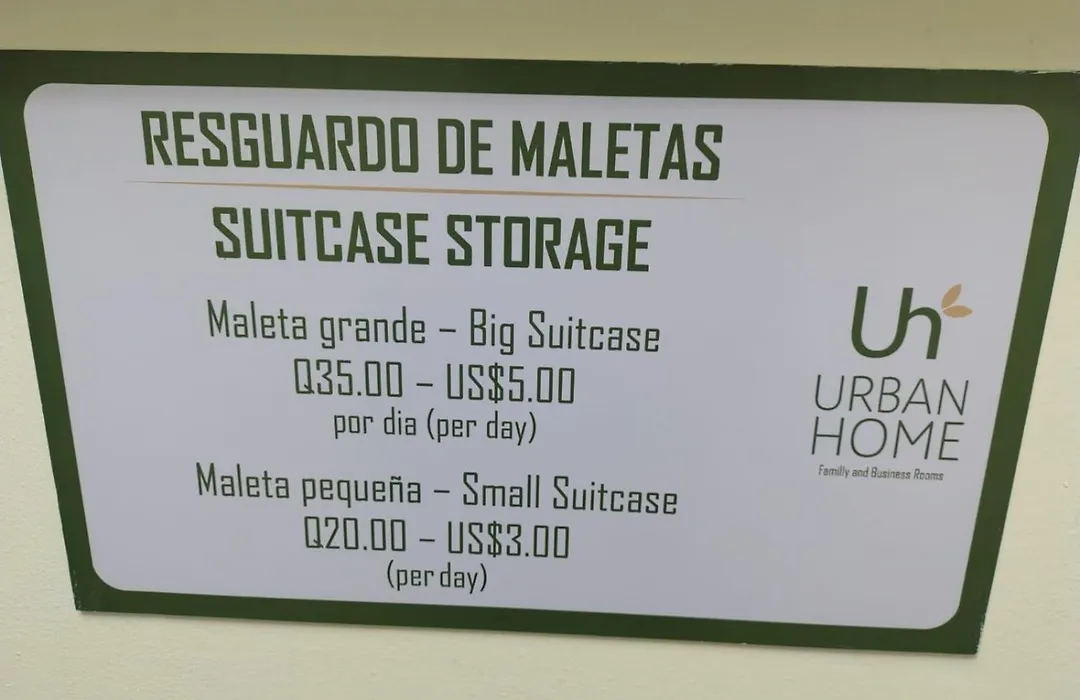 RESGUARDO DE MALETAS
SUITCASE STORAGE
Maleta grande – Big Suitcase
Q35.00 – US$5.00
por dia (per day)
Maleta pequeña – Small Suitcase
Q20.00 – US$3.00
(per day)
Uh
URBAN
HOME
Familly and Business Rooms